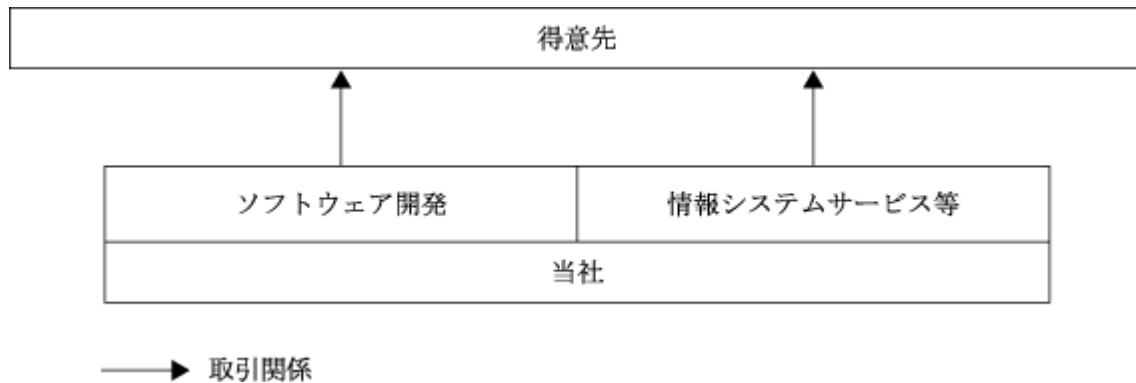 得意先
ソフトウェア開発
情報システムサービス等
当社
取引関係